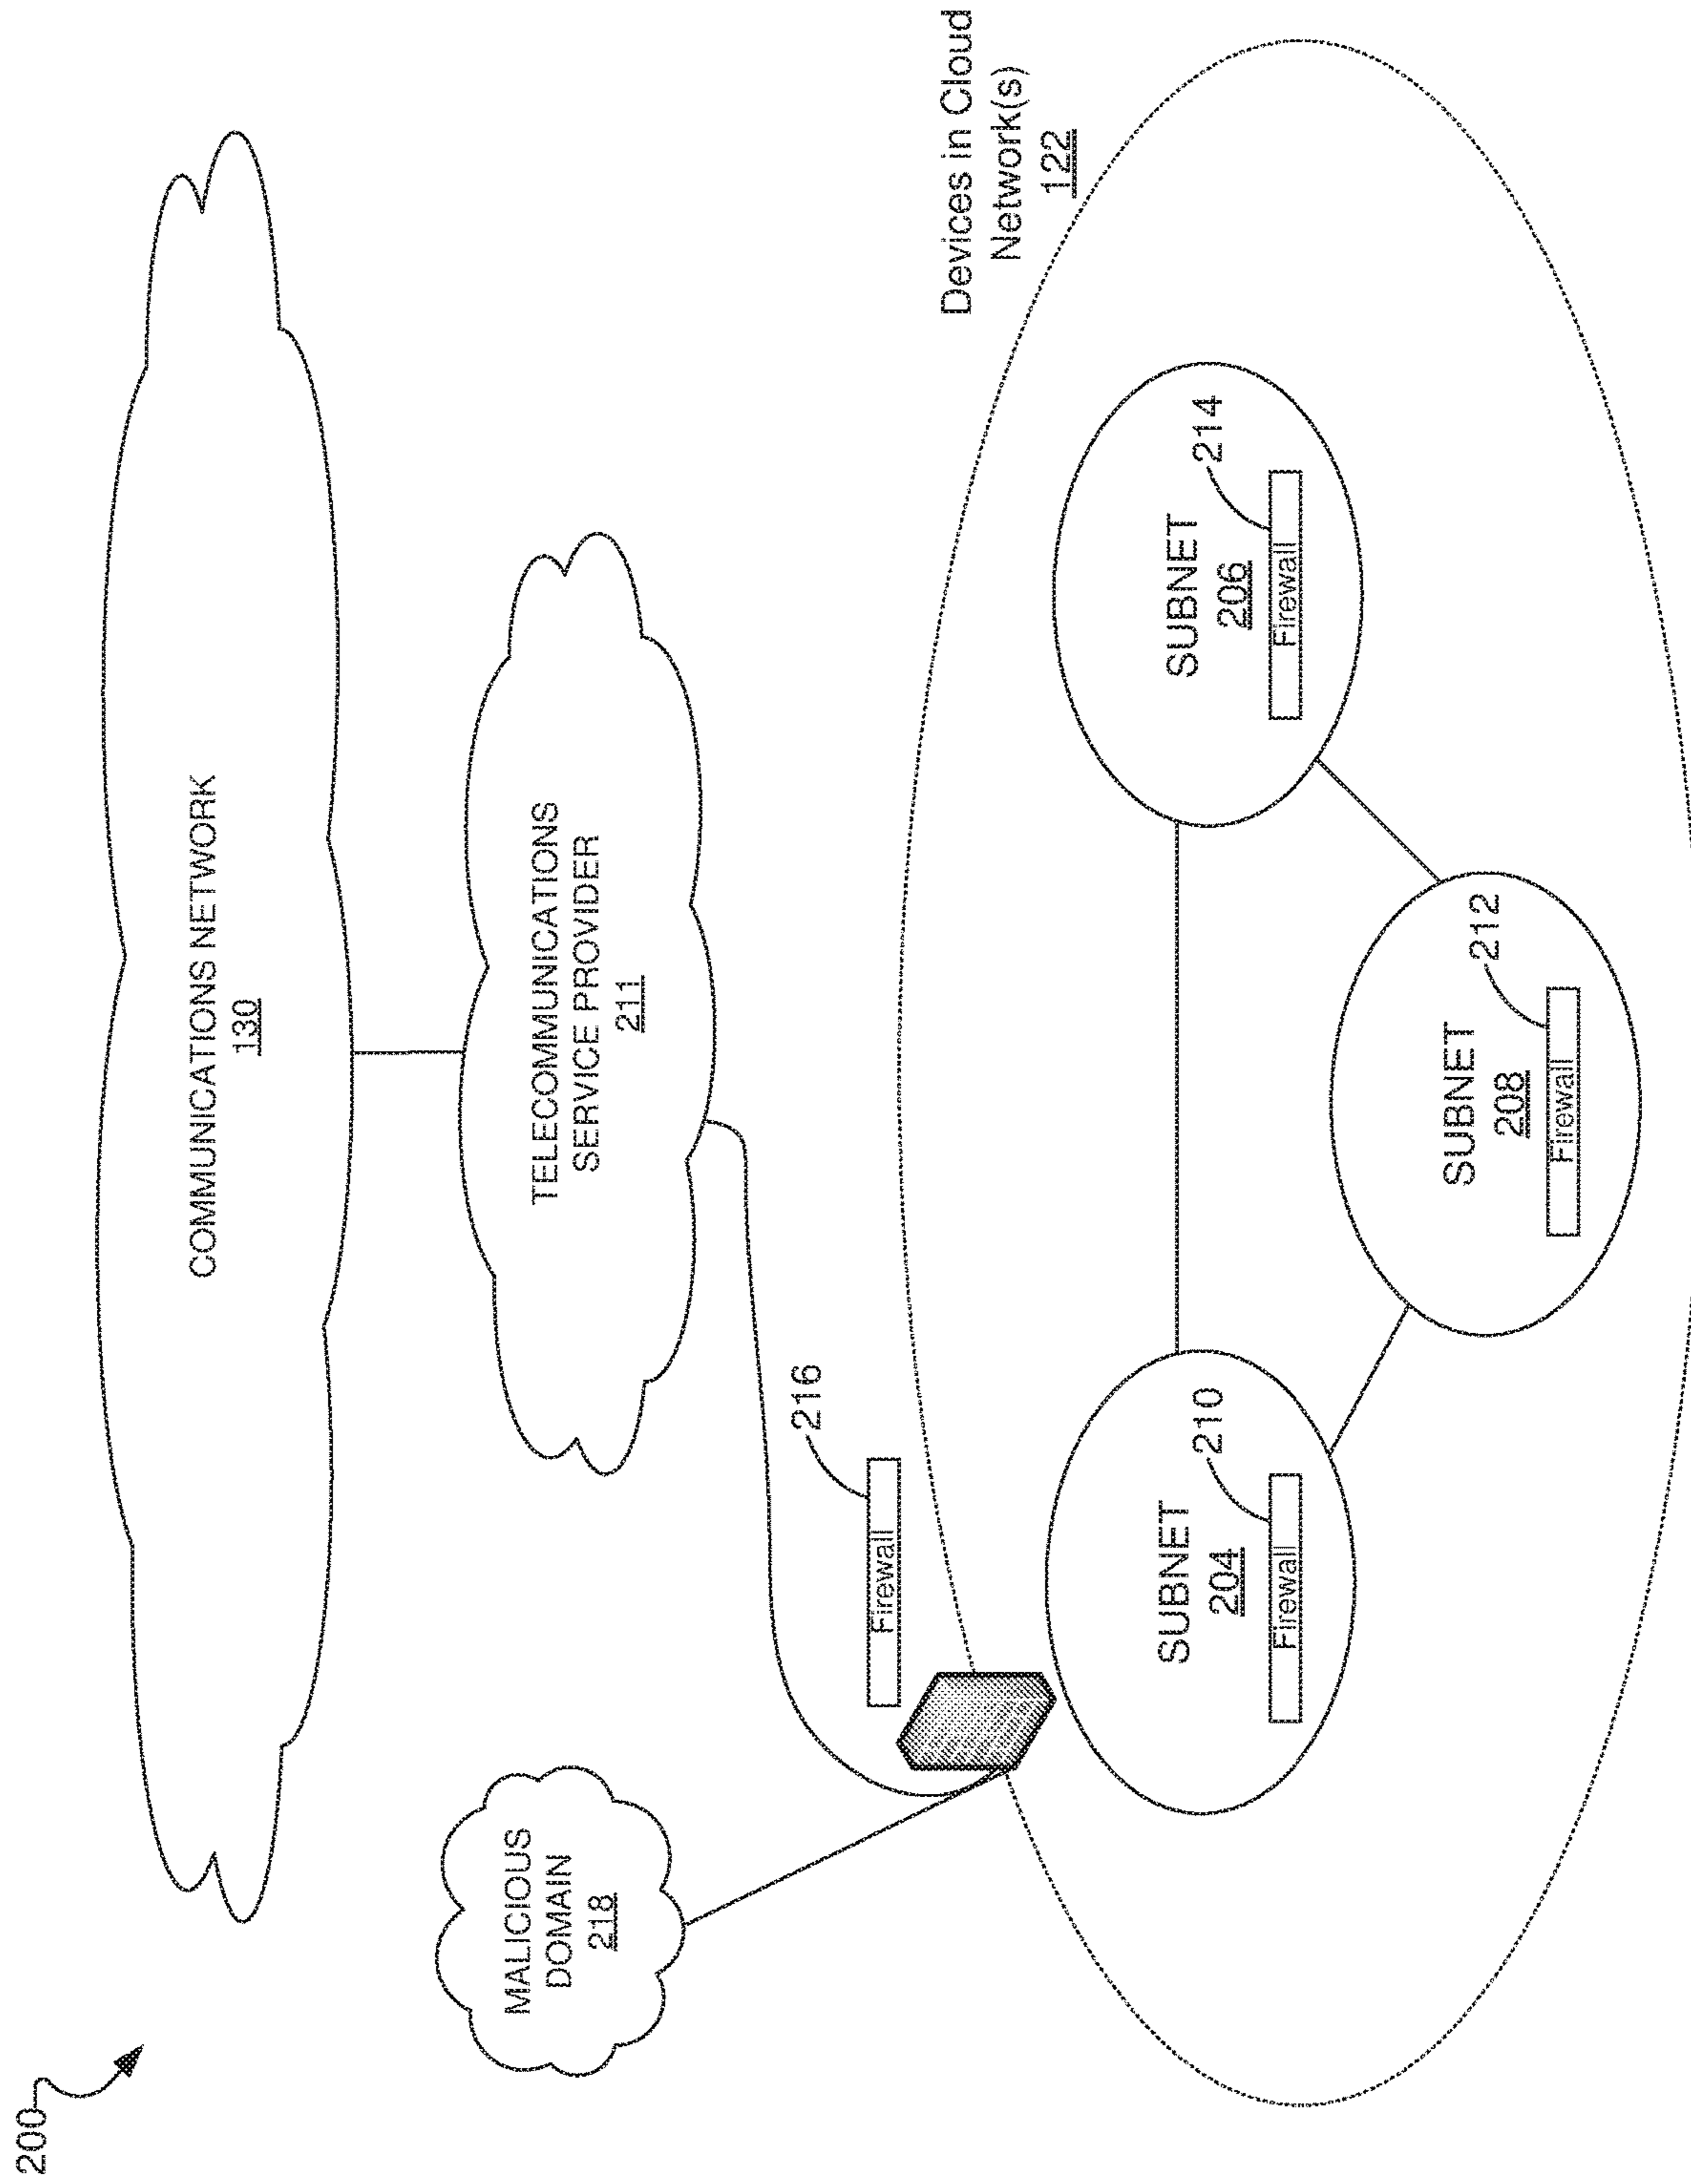 200
COMMUNICATIONS NETWORK
130
TELECOMMUNICATIONS
SERVICE PROVIDER
211
MALICIOUS
DOMAIN
218
216
Firewall
Devices in Cloud
Network(s)
122
SUBNET
204
210
Firewall
SUBNET
206
214
Firewall
SUBNET
208
212
Firewall